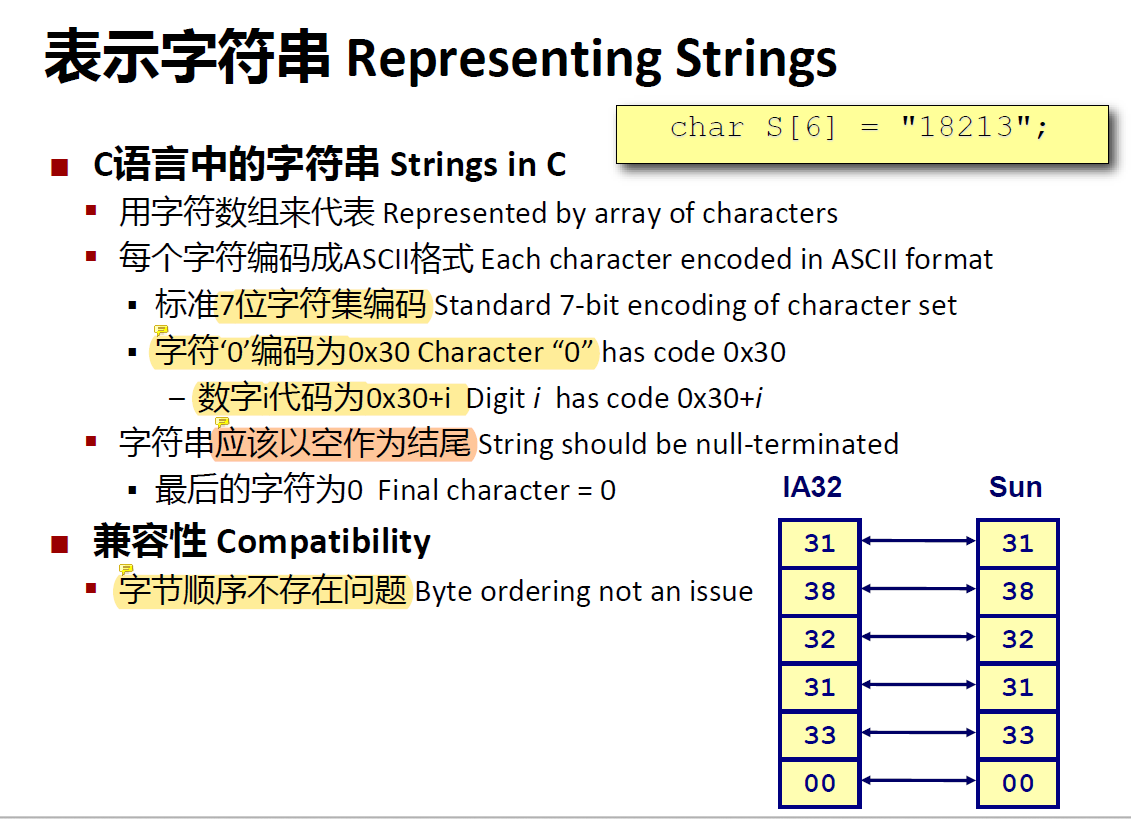 表示字符串 Representing Strings
char S[6] = "18213";
C语言中的字符串 Strings in C
用字符数组来代表 Represented by array of characters
每个字符编码成ASCII格式 Each character encoded in ASCII format
标准7位字符集编码 Standard 7-bit encoding of character set
字符‘0’编码为0x30 Character “0” has code 0x30
– 数字i代码为0x30+i Digit i has code 0x30+i
字符串应该以空作为结尾 String should be null-terminated
最后的字符为0 Final character = 0
兼容性 Compatibility
字节顺序不存在问题 Byte ordering not an issue
IA32 Sun
31 31
38 38
32 32
31 31
33 33
00 00